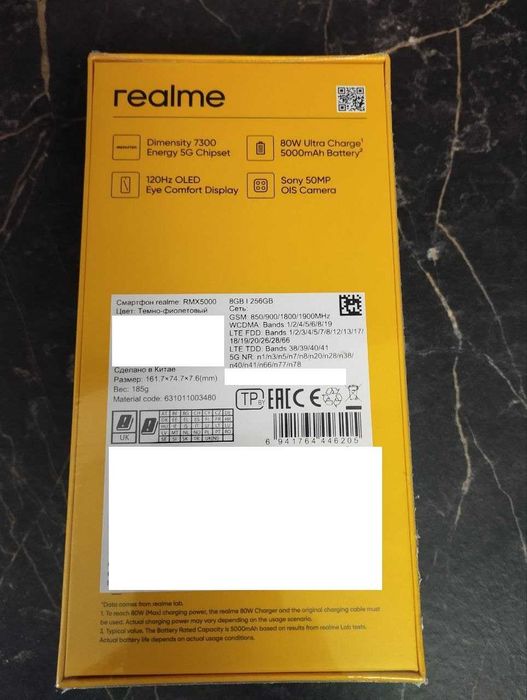 realme
Dimensity 7300
Energy 5G Chipset
80W Ultra Charge¹
5000mAh Battery²
120Hz OLED
Eye Comfort Display
Sony 50MP
OIS Camera
Смартфон realme: RMX5000
Цвет: Темно-фиолетовый
8GB | 256GB
Сеть:
GSM: 850/900/1800/1900MHz
WCDMA: Bands 1/2/4/5/6/8/19
LTE FDD: Bands 1/2/3/4/5/7/8/12/13/17/
18/19/20/26/28/66
LTE TDD: Bands 38/39/40/41
5G NR: n1/n3/n5/n7/n8/n20/n28/n38/
n40/n41/n66/n77/n78
Сделано в Китае
Размер: 161.7×74.7×7.6(mm)
Вес: 185g
Material code: 631011003480
TP BY EAC CE
UK
6 941764 446205
*Data comes from realme lab.
1. To reach 80W (Max) charging power, the realme 80W Charger and the original charging cable must
be used. Actual charging power may vary depending on the usage scenario.
2. Typical value. The Battery Rated Capacity is 5000mAh based on results from realme Lab tests.
Actual battery life depends on actual usage conditions.